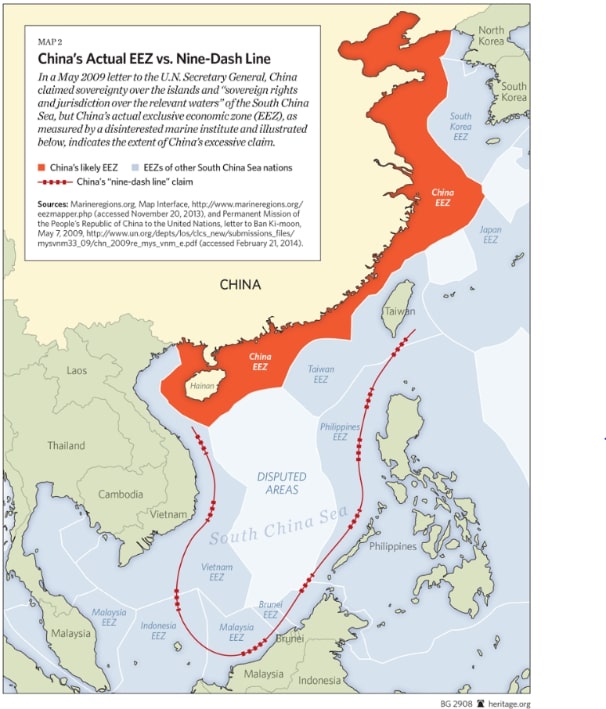 MAP 2
China's Actual EEZ vs. Nine-Dash Line
In a May 2009 letter to the U.N. Secretary General, China
claimed sovereignty over the islands and "sovereign rights
and jurisdiction over the relevant waters" of the South China
Sea, but China's actual exclusive economic zone (EEZ), as
measured by a disinterested marine institute and illustrated
below, indicates the extent of China's excessive claim.
China's likely EEZ
EEZs of other South China Sea nations
China's "nine-dash line" claim
Sources: Marineregions.org, Map Interface, http://www.marineregions.org/
eezmapper.php (accessed November 20, 2013), and Permanent Mission of
the People's Republic of China to the United Nations, letter to Ban Ki-moon,
May 7, 2009, http://www.un.org/depts/los/clcs_new/submissions_files/
mysvnm33_09/chn_2009re_mys_vnm_e.pdf (accessed February 21, 2014).
North
Korea
South
Korea
South
Korea
EEZ
China
EEZ
Japan
EEZ
CHINA
Taiwan
China
EEZ
Hainan
Taiwan
EEZ
Laos
Philippines
EEZ
Thailand
DISPUTED
AREAS
Cambodia
Vietnam
South China Sea
Philippines
Vietnam
EEZ
Malaysia
EEZ
Indonesia
EEZ
Malaysia
EEZ
Brunei
EEZ
Brunei
Malaysia
Malaysia
Indonesia
BG 2908 heritage.org